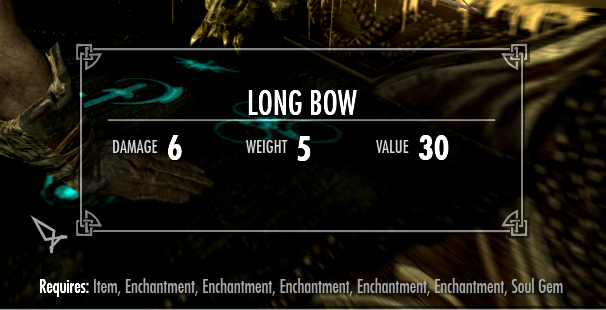 LONG BOW
DAMAGE 6 WEIGHT 5 VALUE 30
Requires: Item, Enchantment, Enchantment, Enchantment, Enchantment, Enchantment, Soul Gem